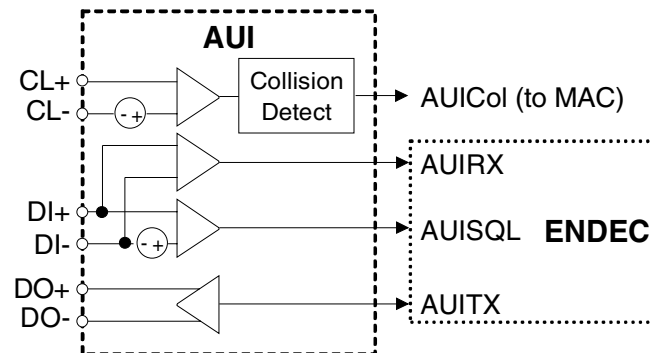 AUI
CL+
CL-
- +
Collision
Detect
AUICol (to MAC)
AUIRX
DI+
DI-
- +
AUISQL ENDEC
DO+
DO-
AUITX